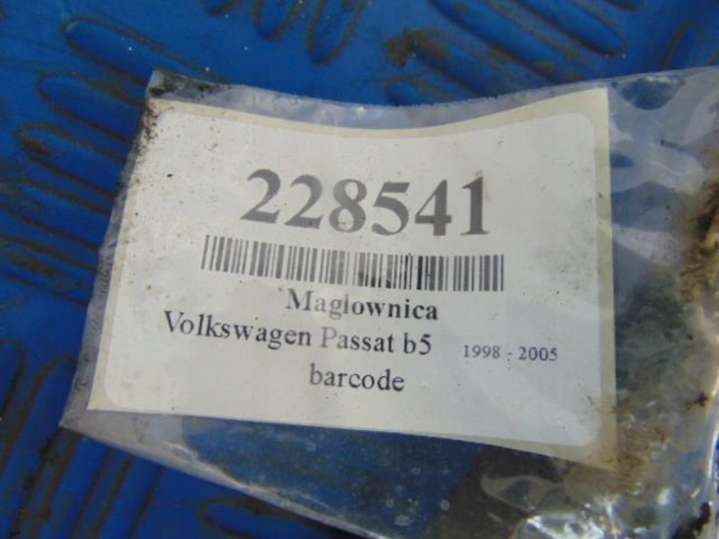 228541
Maglownica
Volkswagen Passat b5 1998 - 2005
barcode